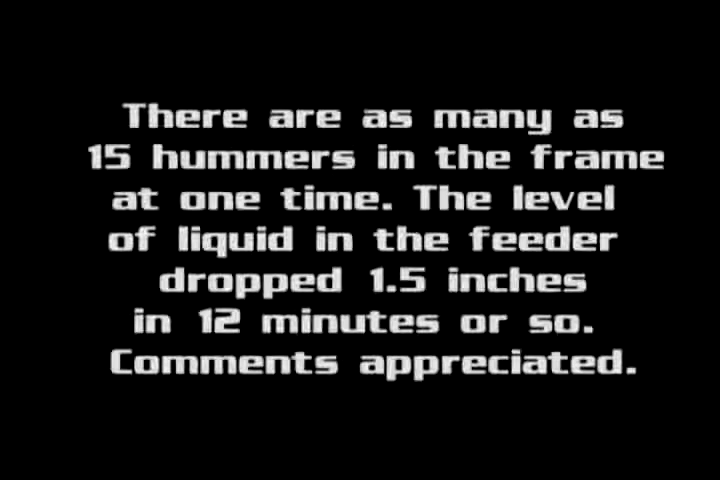 There are as many as
15 hummers in the frame
at one time. The level
of liquid in the feeder
dropped 1.5 inches
in 12 minutes or so.
Comments appreciated.